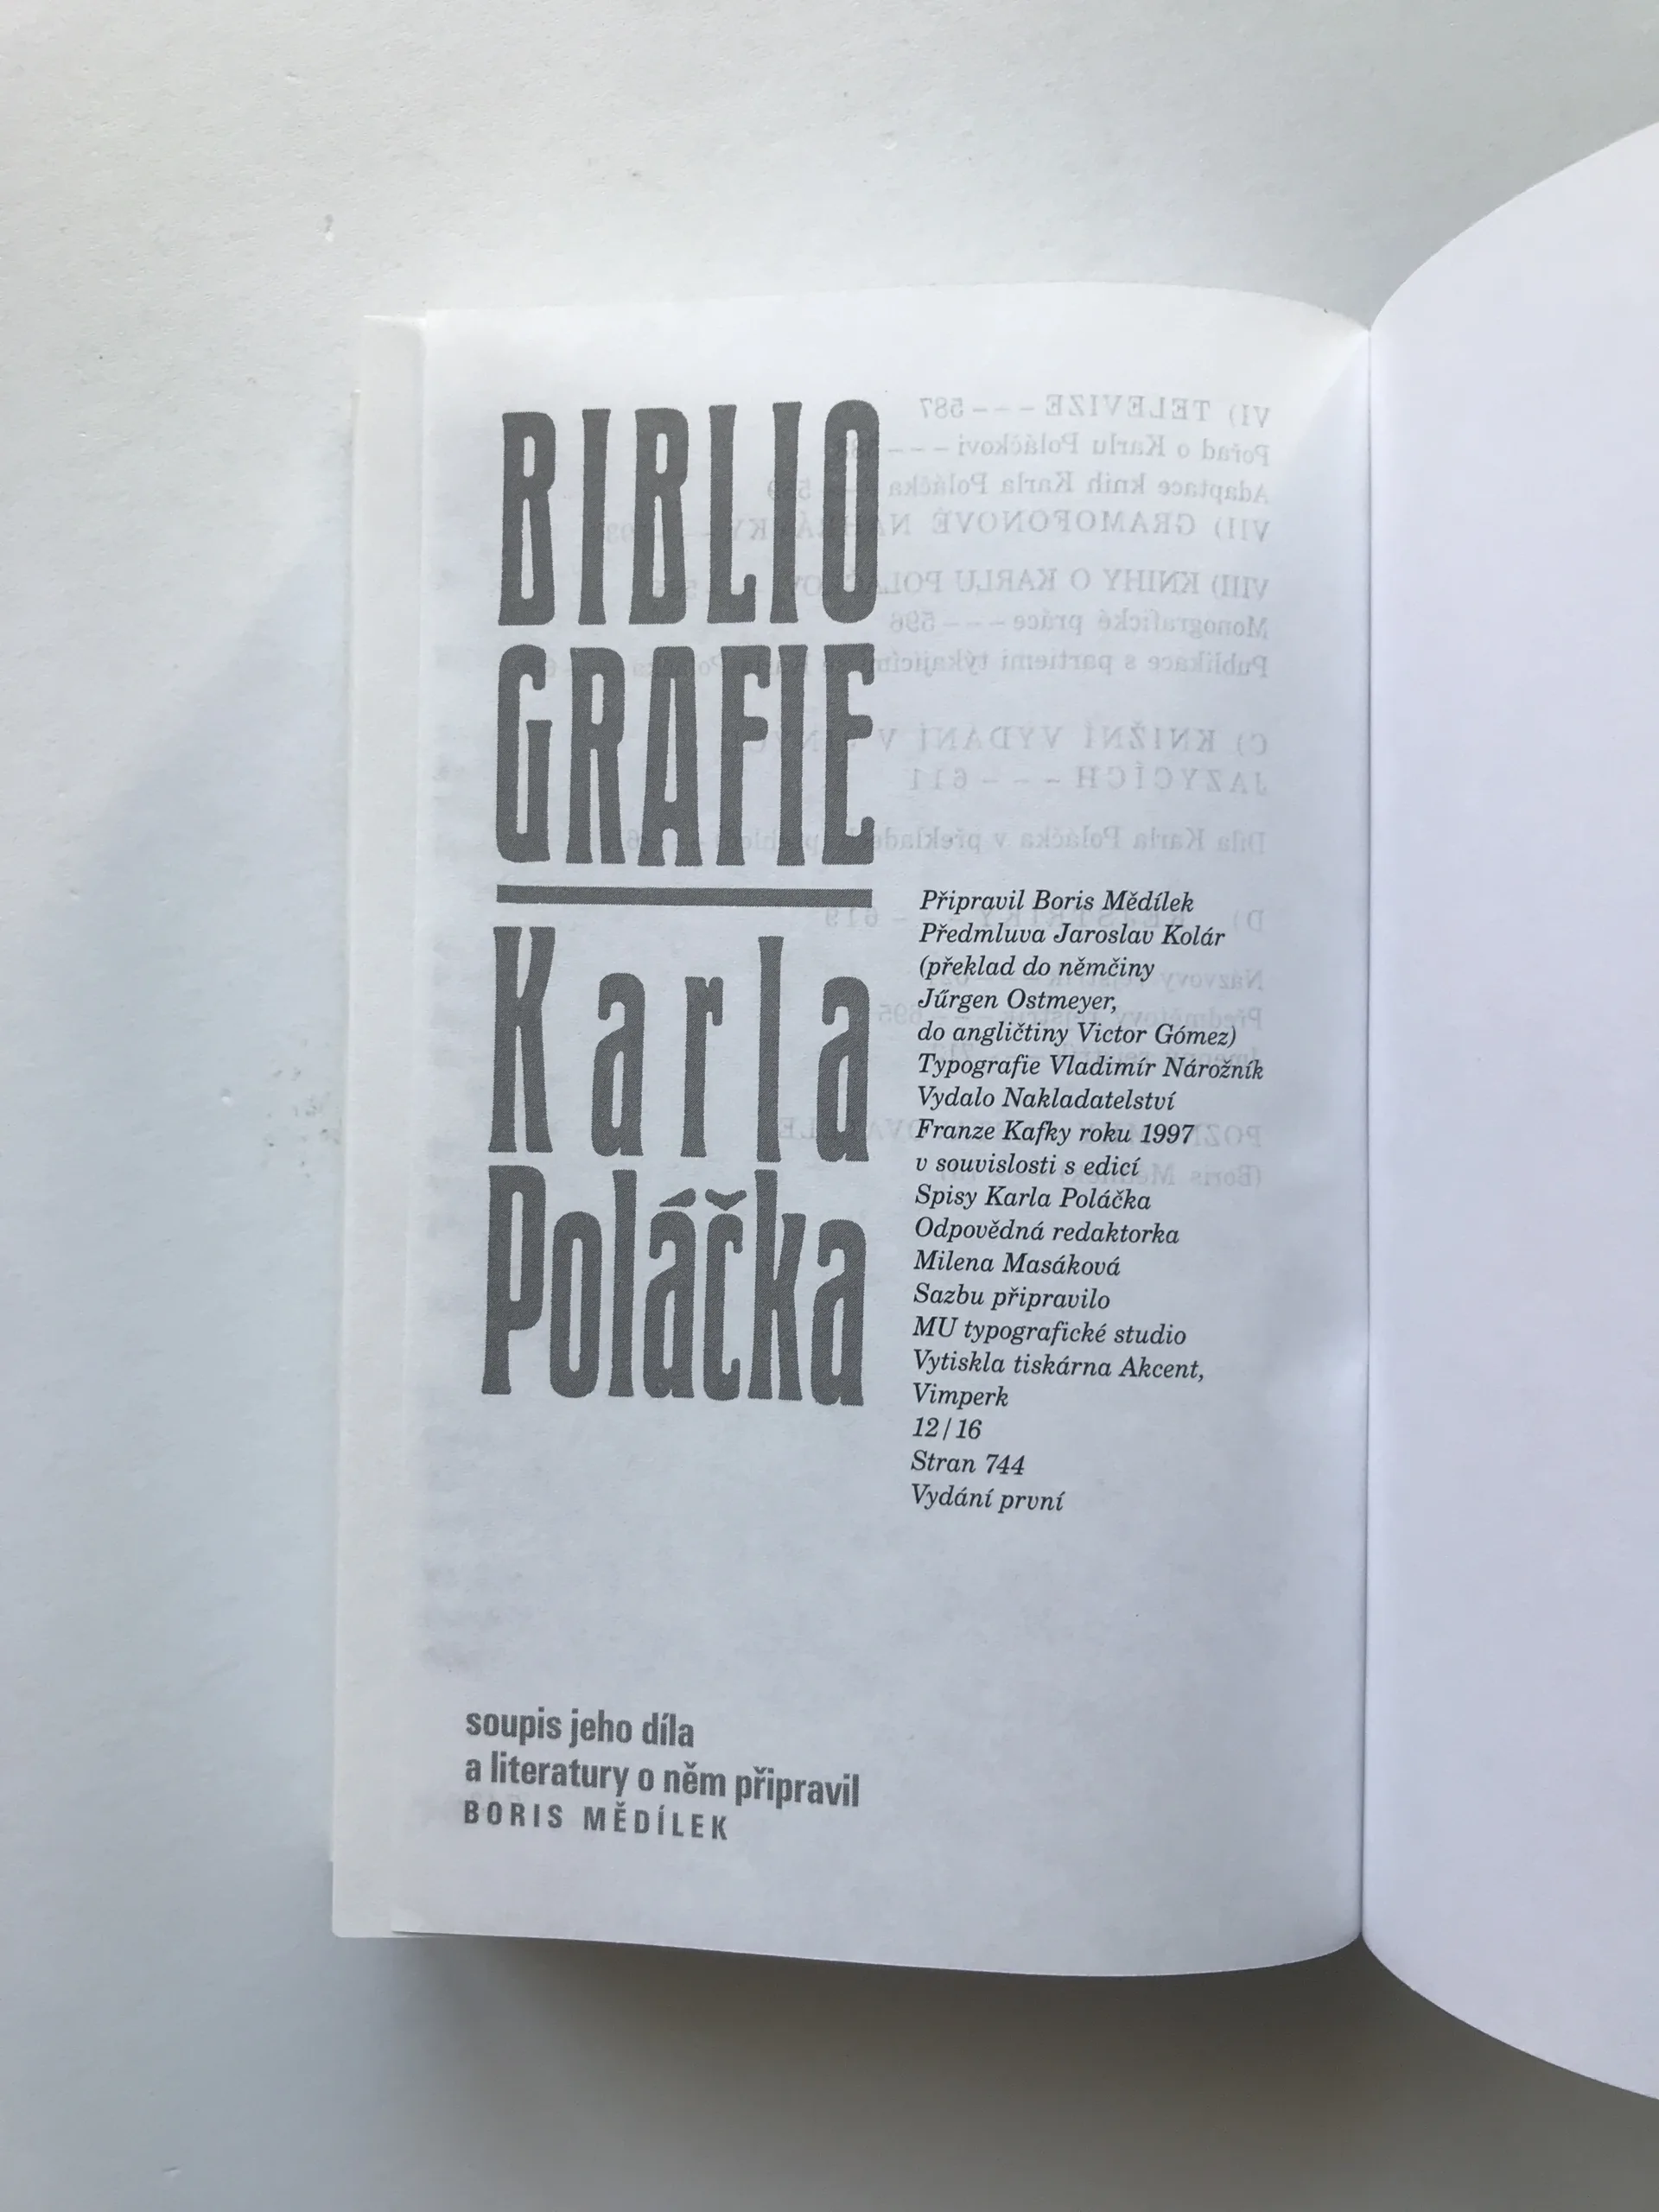 BIBLIO
GRAFIE
Karla
Poláčka
Připravil Boris Mědílek
Předmluva Jaroslav Kolár
(překlad do němčiny
Jűrgen Ostmeyer,
do angličtiny Victor Gómez)
Typografie Vladimír Nárožník
Vydalo Nakladatelství
Franze Kafky roku 1997
v souvislosti s edicí
Spisy Karla Poláčka
Odpovědná redaktorka
Milena Masáková
Sazbu připravilo
MU typografické studio
Vytiskla tiskárna Akcent,
Vimperk
12/16
Stran 744
Vydání první
soupis jeho díla
a literatury o něm připravil
BORIS MĚDÍLEK